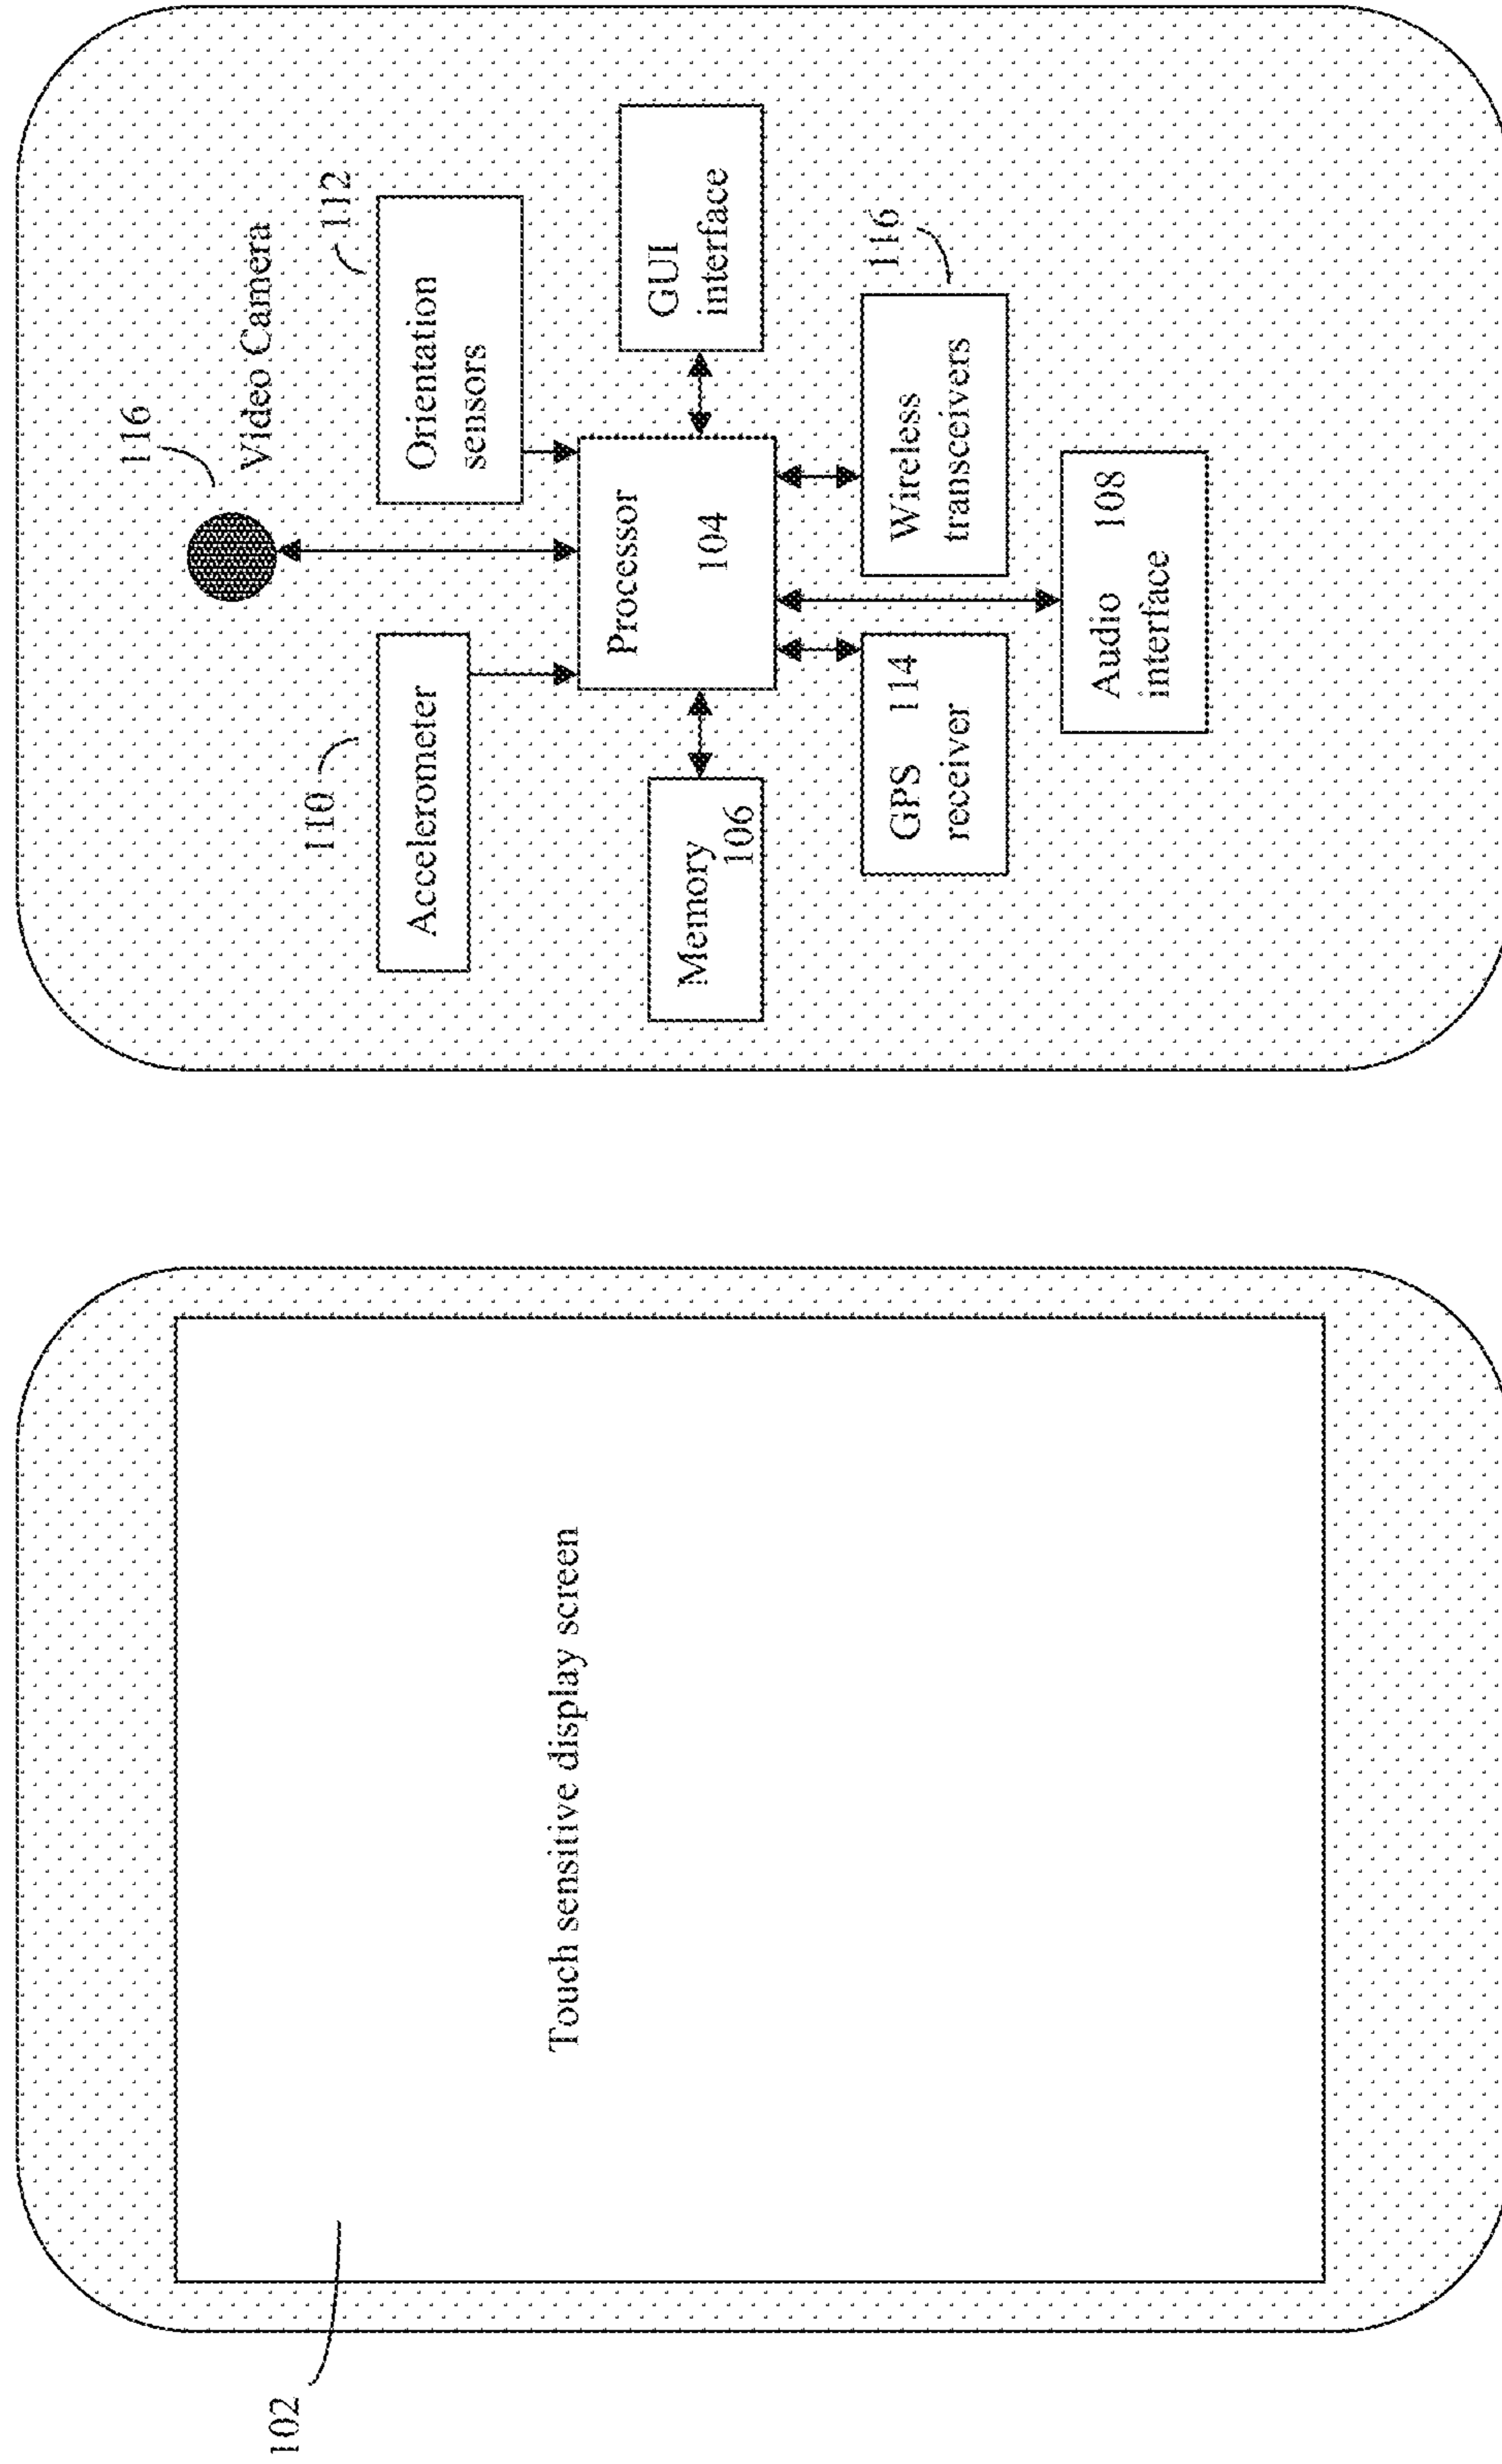 102
Touch sensitive display screen
116
Video Camera
110
112
Accelerometer
Orientation
sensors
Processor
104
Memory
106
GUI
interface
GPS 114
receiver
Wireless
transceivers
116
Audio 108
interface